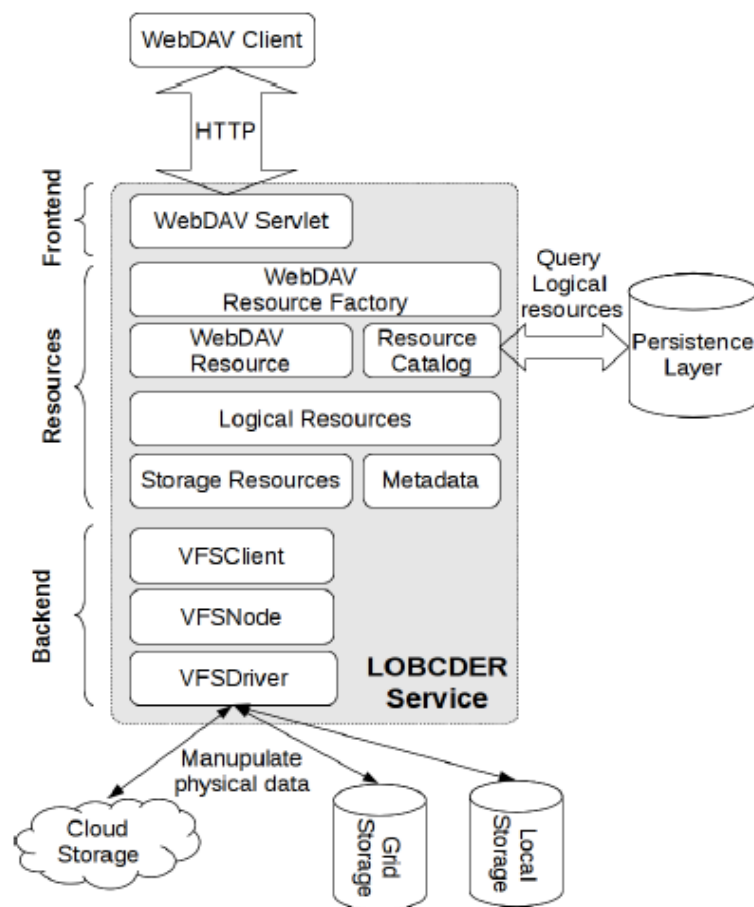 WebDAV Client
HTTP
Frontend
WebDAV Servlet
Resources
WebDAV
Resource Factory
WebDAV
Resource
Resource
Catalog
Query
Logical
resources
Persistence
Layer
Logical Resources
Storage Resources
Metadata
Backend
VFSClient
VFSNode
VFSDriver
LOBCDER
Service
Manupulate
physical data
Cloud
Storage
Grid
Storage
Local
Storage